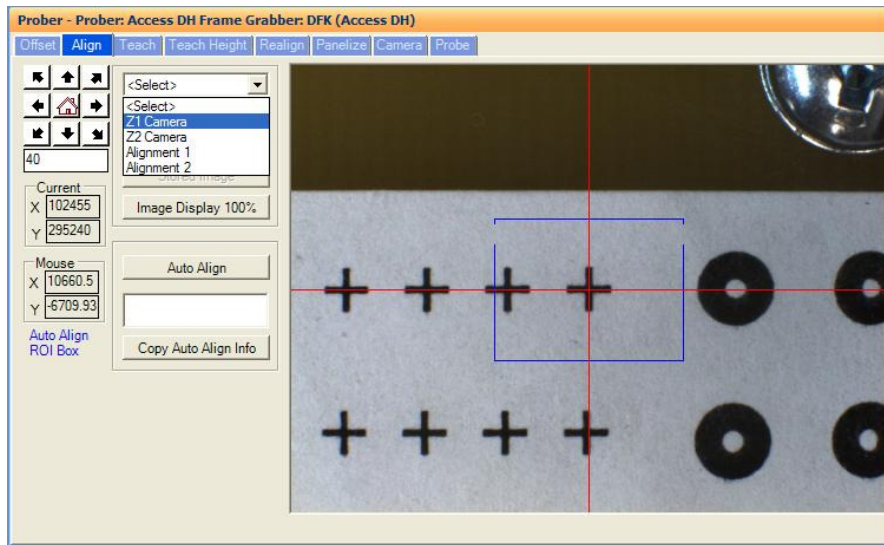 Prober - Prober: Access DH Frame Grabber: DFK (Access DH)
Offset Align Teach Teach Height Realign Panelize Camera Probe
<Select>
<Select>
Z1 Camera
Z2 Camera
Alignment 1
Alignment 2
Stored Image
Image Display 100%
40
Current
X 102455
Y 295240
Mouse
X 10660.5
Y -6709.93
Auto Align
ROI Box
Auto Align
Copy Auto Align Info